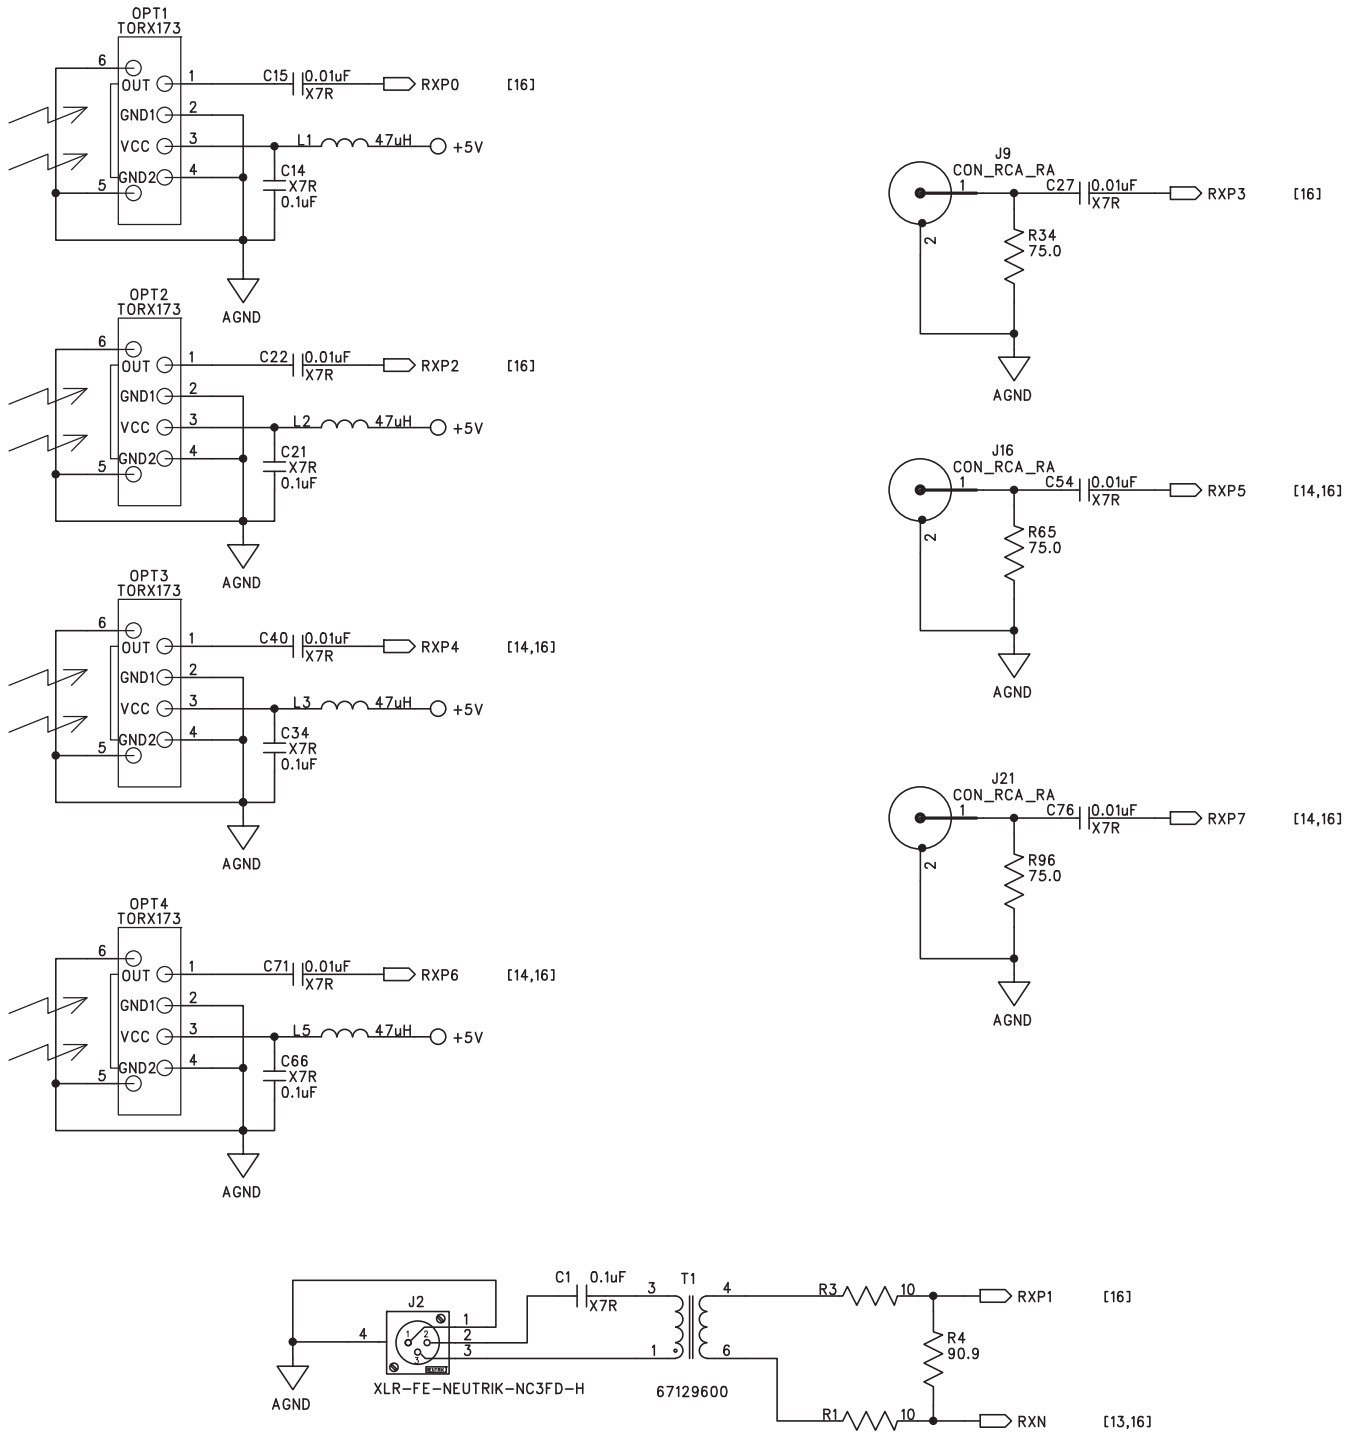 OPT1
TORX173
6
OUT 1 C15 0.01uF RXP0 [16]
X7R
GND1 2
VCC 3 L1 47uH +5V
C14
X7R
0.1uF
GND2 4
5
AGND
OPT2
TORX173
6
OUT 1 C22 0.01uF RXP2 [16]
X7R
GND1 2
VCC 3 L2 47uH +5V
C21
X7R
0.1uF
GND2 4
5
AGND
OPT3
TORX173
6
OUT 1 C40 0.01uF RXP4 [14,16]
X7R
GND1 2
VCC 3 L3 47uH +5V
C34
X7R
0.1uF
GND2 4
5
AGND
OPT4
TORX173
6
OUT 1 C71 0.01uF RXP6 [14,16]
X7R
GND1 2
VCC 3 L5 47uH +5V
C66
X7R
0.1uF
GND2 4
5
AGND
J9
CON_RCA_RA
1 C27 0.01uF RXP3 [16]
X7R
2
R34
75.0
AGND
J16
CON_RCA_RA
1 C54 0.01uF RXP5 [14,16]
X7R
2
R65
75.0
AGND
J21
CON_RCA_RA
1 C76 0.01uF RXP7 [14,16]
X7R
2
R96
75.0
AGND
C1 0.1uF
X7R
3 T1 4
R3 10 RXP1 [16]
J2
1
2
3
4
1 2
3
NEUTRIK
XLR-FE-NEUTRIK-NC3FD-H
AGND
1 6
67129600
R4
90.9
R1 10 RXN [13,16]